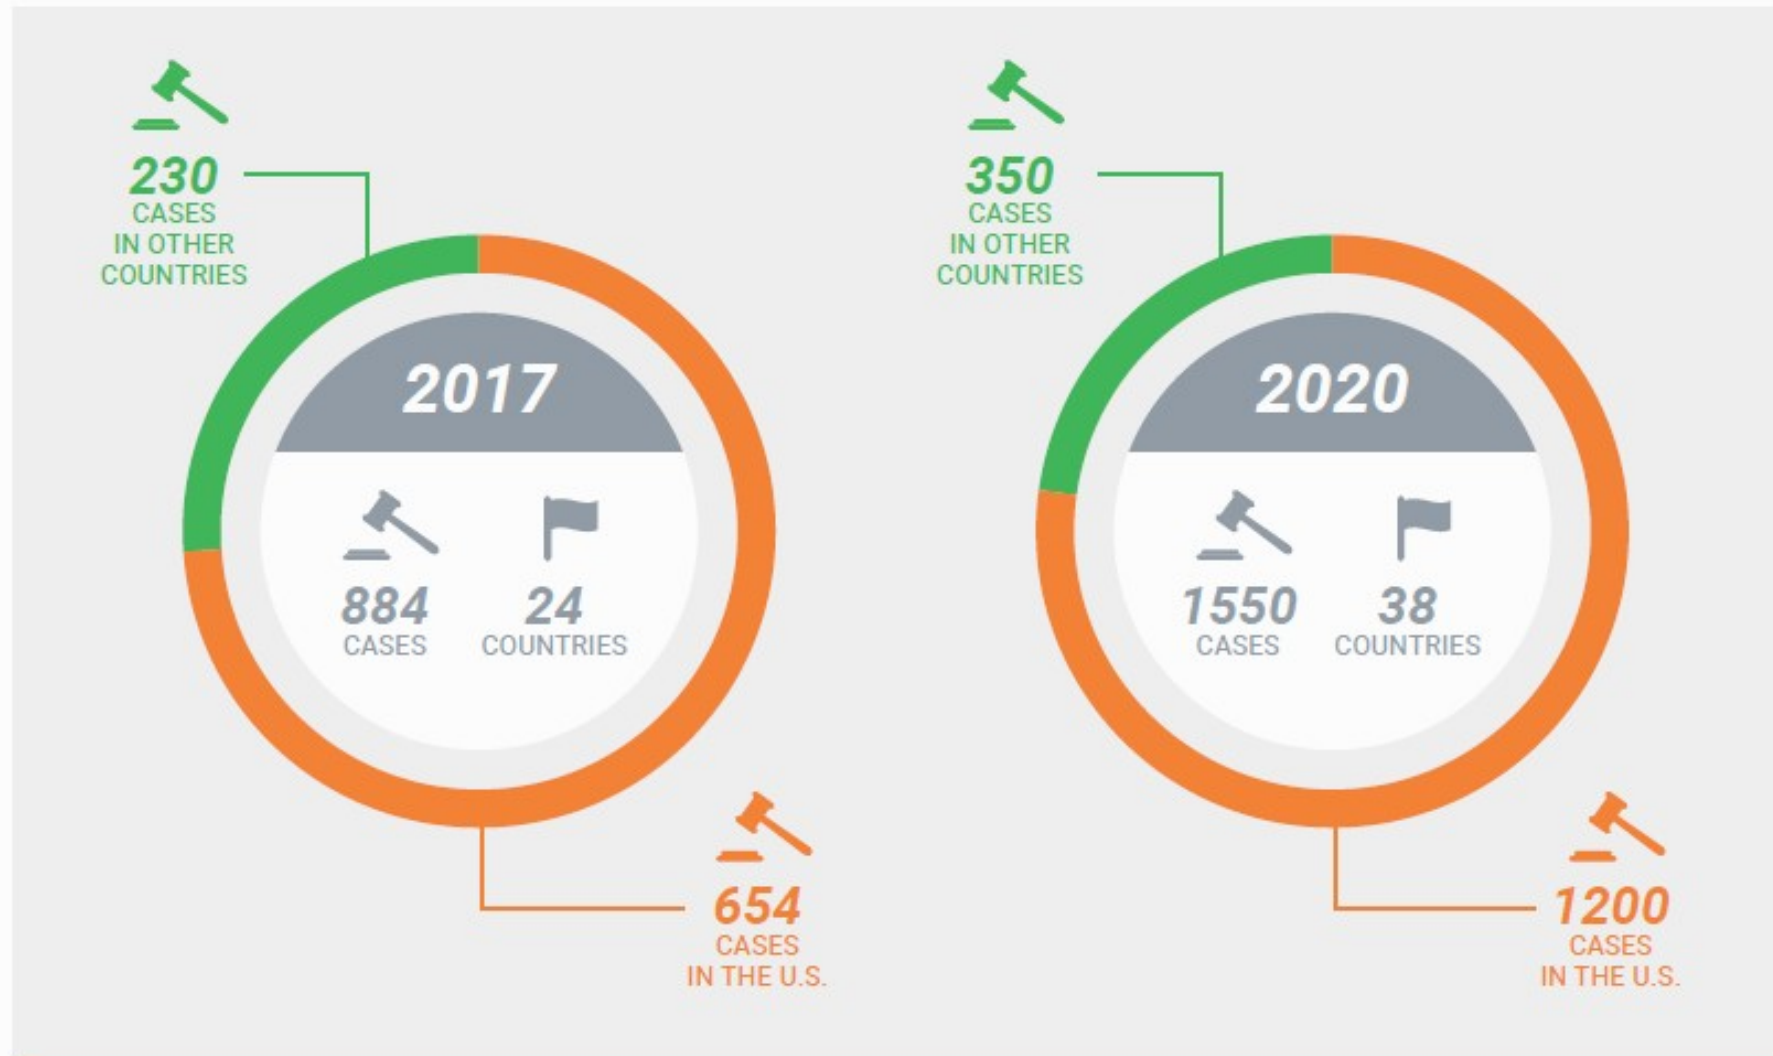 230
CASES
IN OTHER
COUNTRIES
2017
884
CASES
24
COUNTRIES
654
CASES
IN THE U.S.
350
CASES
IN OTHER
COUNTRIES
2020
1550
CASES
38
COUNTRIES
1200
CASES
IN THE U.S.